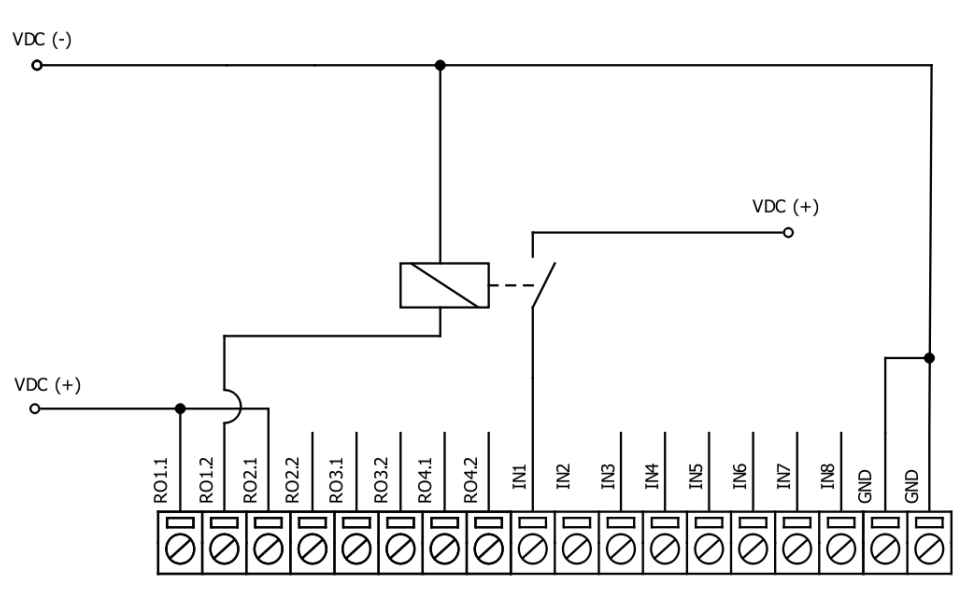 VDC (-)
VDC (+)
VDC (+)
RO1.1
RO1.2
RO2.1
RO2.2
RO3.1
RO3.2
RO4.1
RO4.2
IN1
IN2
IN3
IN4
IN5
IN6
IN7
IN8
GND
GND